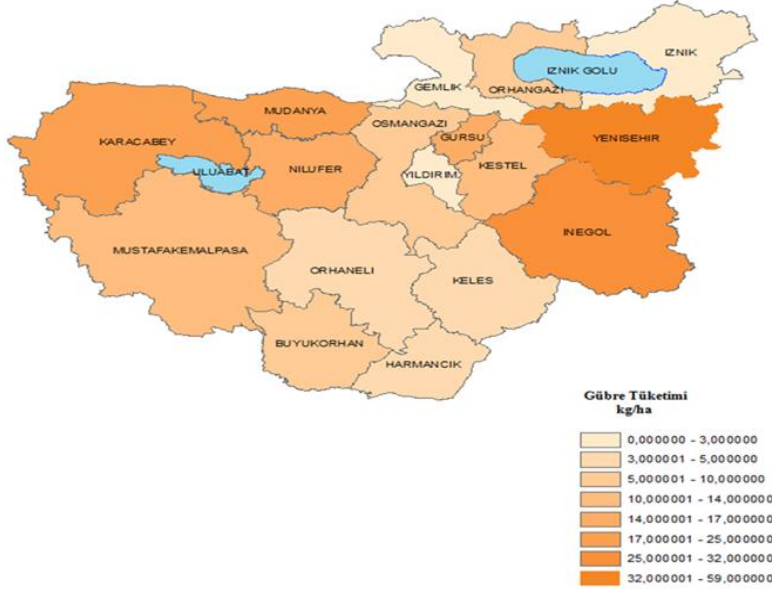 IZNIK
IZNIK GOLU
GEMLIK
ORHANGAZI
MUDANYA
OSMANGAZI
KARACABEY
GURSU
YENISEHIR
ULUABAT
NILUFER
YILDIRIM
KESTEL
INEGOL
MUSTAFAKEMALPASA
ORHANELI
KELES
BUYUKORHAN
HARMANCIK
Gübre Tüketimi
kg/ha
0,000000 - 3,000000
3,000001 - 5,000000
5,000001 - 10,000000
10,000001 - 14,000000
14,000001 - 17,000000
17,000001 - 25,000000
25,000001 - 32,000000
32,000001 - 59,000000